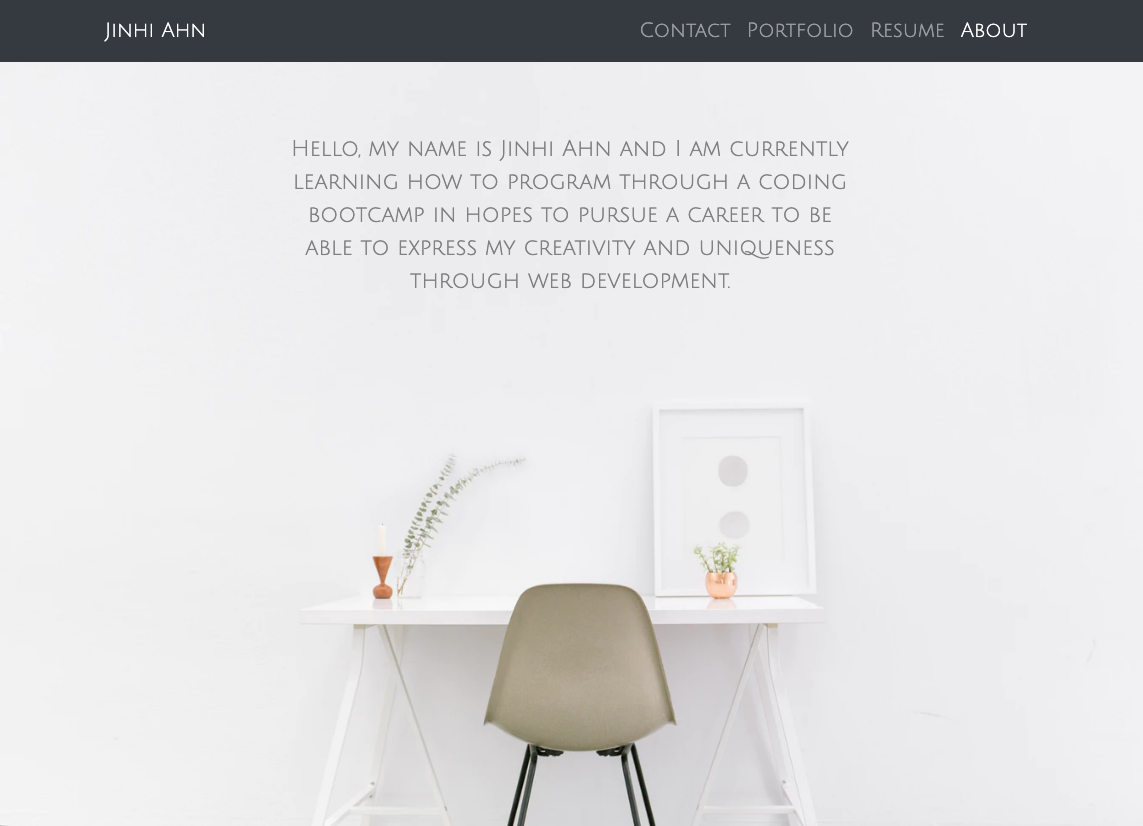 Jinhi Ahn
Contact Portfolio Resume About
Hello, my name is Jinhi Ahn and I am currently
learning how to program through a coding
bootcamp in hopes to pursue a career to be
able to express my creativity and uniqueness
through web development.